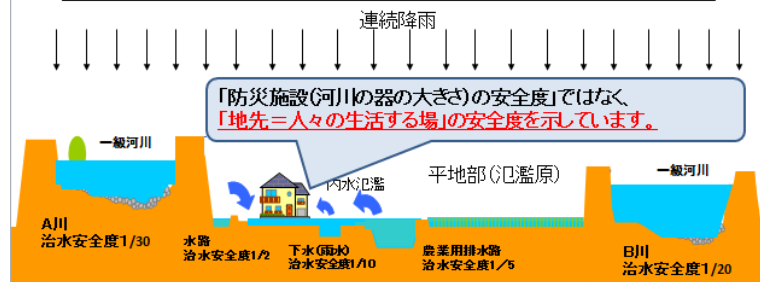 連続降雨
「防災施設(河川の器の大きさ)の安全度」ではなく、
「地先＝人々の生活する場」の安全度を示しています。
一級河川
内水氾濫
平地部(氾濫原)
一級河川
A川
治水安全度1/30
水路
治水安全度1/2
下水(雨水)
治水安全度1/10
農業用排水路
治水安全度1／5
B川
治水安全度1/20